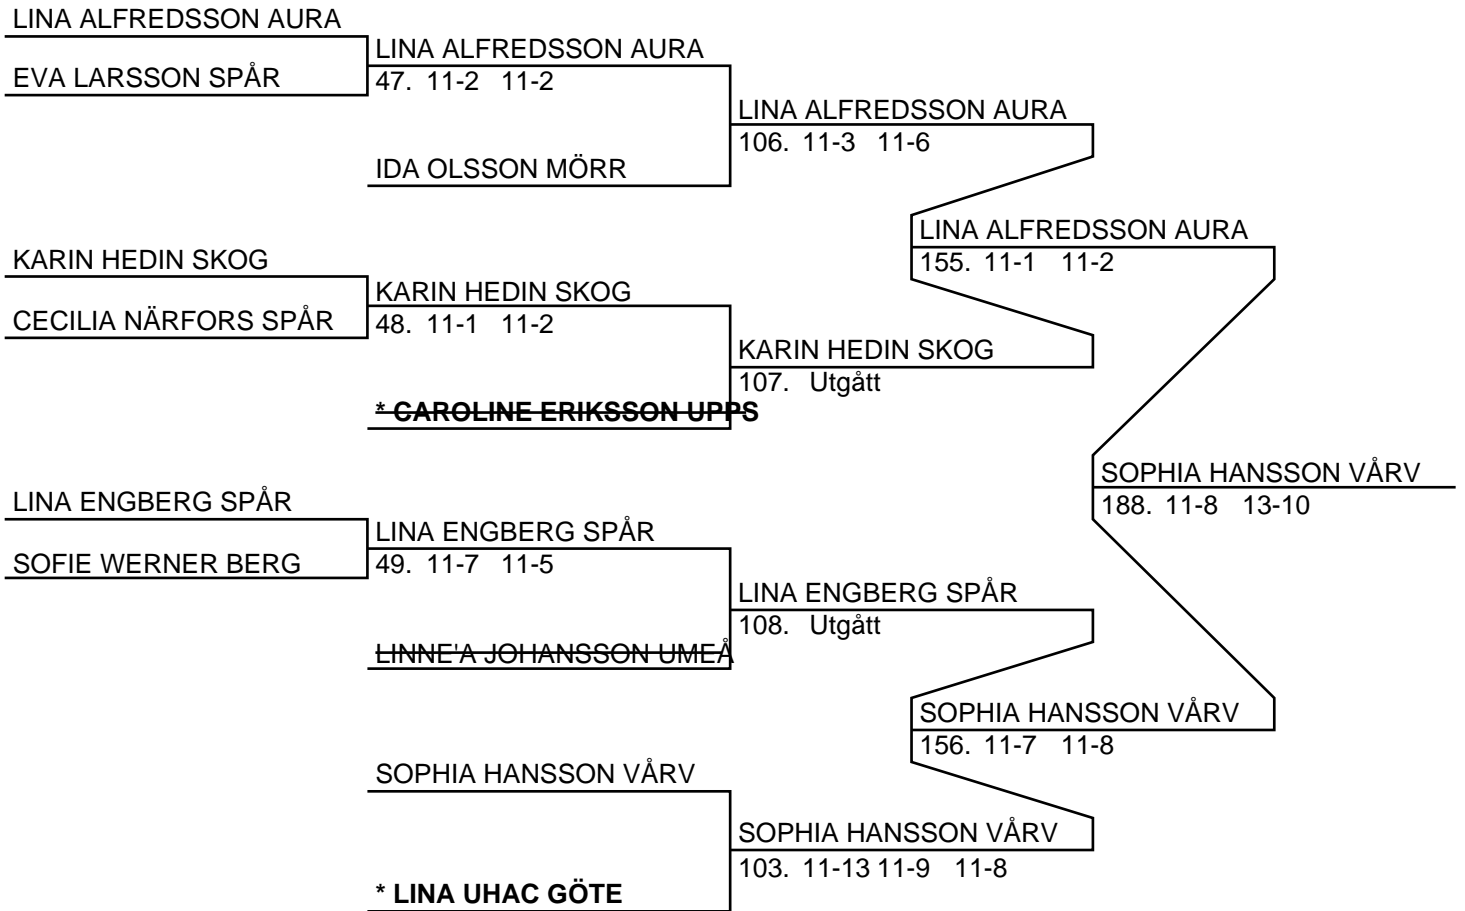 LINA ALFREDSSON AURA
EVA LARSSON SPÅR
LINA ALFREDSSON AURA
47. 11-2 11-2
IDA OLSSON MÖRR
LINA ALFREDSSON AURA
106. 11-3 11-6
KARIN HEDIN SKOG
CECILIA NÄRFORS SPÅR
KARIN HEDIN SKOG
48. 11-1 11-2
* CAROLINE ERIKSSON UPPS
KARIN HEDIN SKOG
107. Utgått
LINA ALFREDSSON AURA
155. 11-1 11-2
LINA ENGBERG SPÅR
SOFIE WERNER BERG
LINA ENGBERG SPÅR
49. 11-7 11-5
LINNE'A JOHANSSON UMEÅ
LINA ENGBERG SPÅR
108. Utgått
SOPHIA HANSSON VÅRV
* LINA UHAC GÖTE
SOPHIA HANSSON VÅRV
103. 11-13 11-9 11-8
SOPHIA HANSSON VÅRV
156. 11-7 11-8
SOPHIA HANSSON VÅRV
188. 11-8 13-10